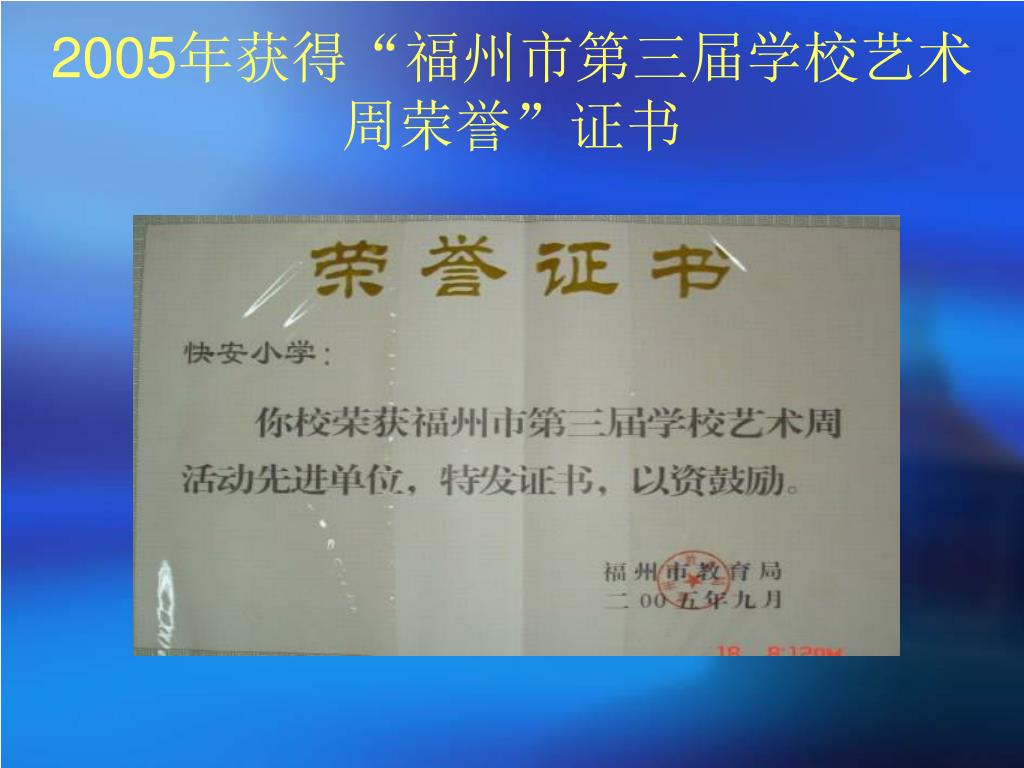 2005年获得“福州市第三届学校艺术
周荣誉”证书
荣誉证书
快安小学：
你校荣获福州市第三届学校艺术周
活动先进单位，特发证书，以资鼓励。
福州市教育局
二00五年九月
18 8:12PM